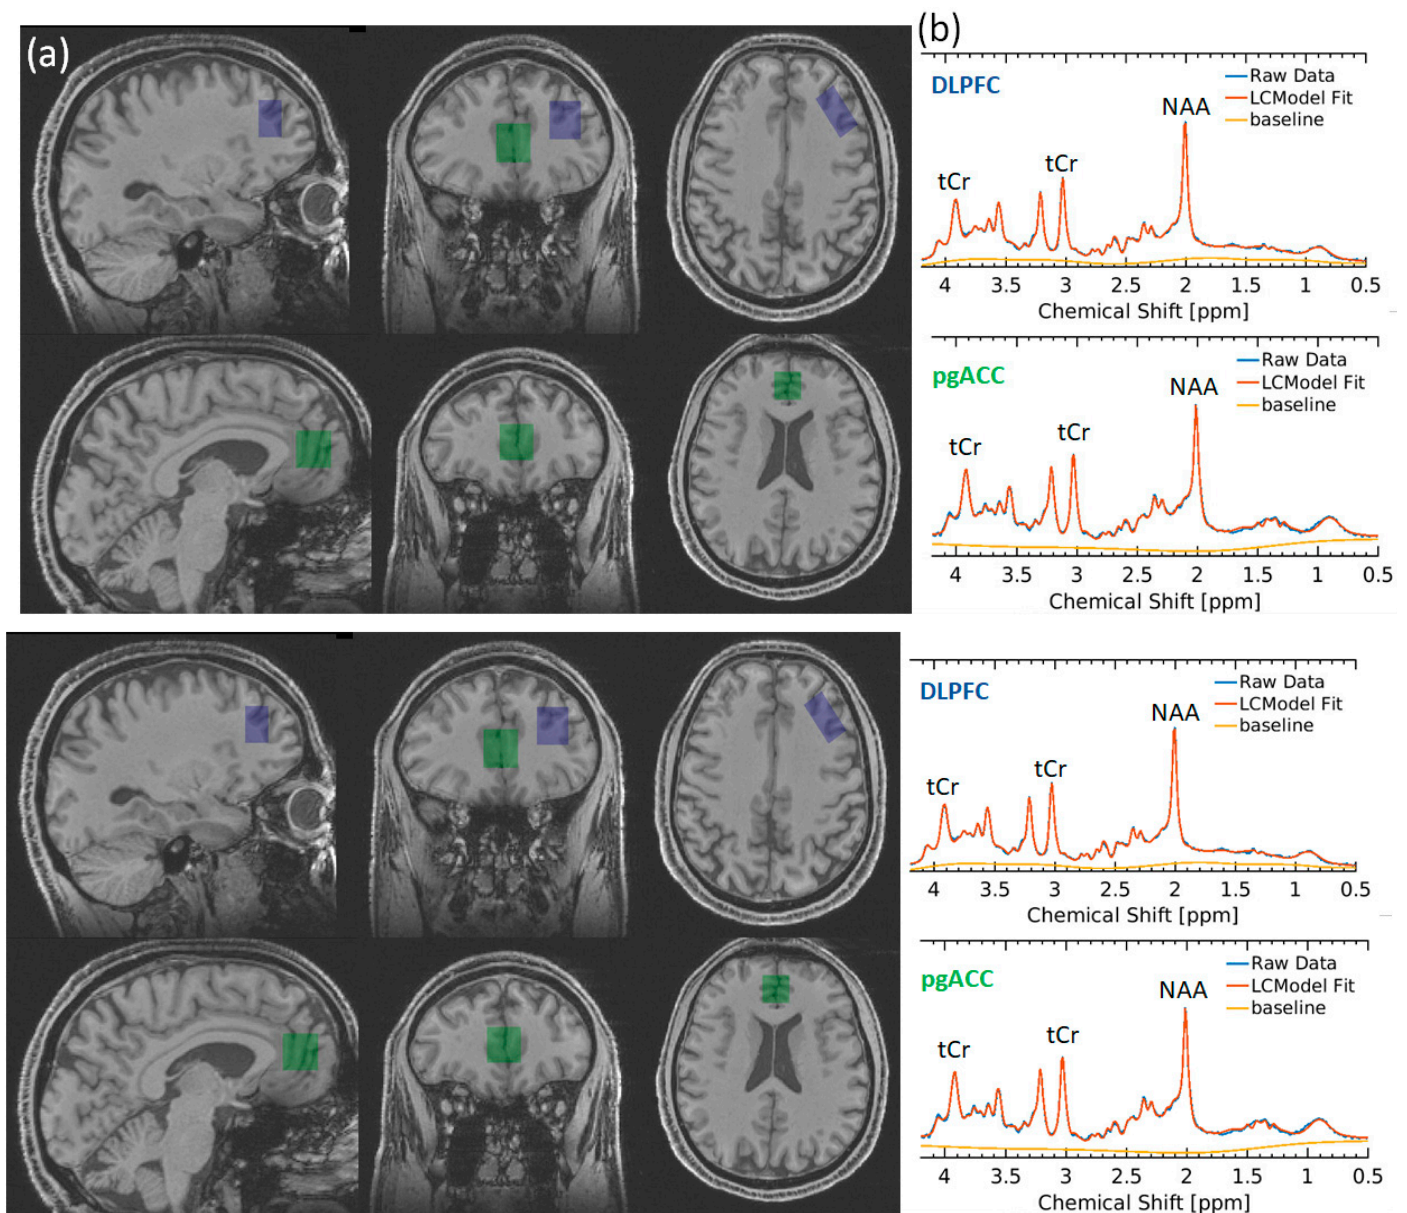 (a)
(b)
DLPFC
Raw Data
LCModel Fit
baseline
NAA
tCr
tCr
4 3.5 3 2.5 2 1.5 1 0.5
Chemical Shift [ppm]
pgACC
Raw Data
LCModel Fit
baseline
NAA
tCr
tCr
4 3.5 3 2.5 2 1.5 1 0.5
Chemical Shift [ppm]
DLPFC
Raw Data
LCModel Fit
baseline
NAA
tCr
tCr
4 3.5 3 2.5 2 1.5 1 0.5
Chemical Shift [ppm]
pgACC
Raw Data
LCModel Fit
baseline
NAA
tCr
tCr
4 3.5 3 2.5 2 1.5 1 0.5
Chemical Shift [ppm]